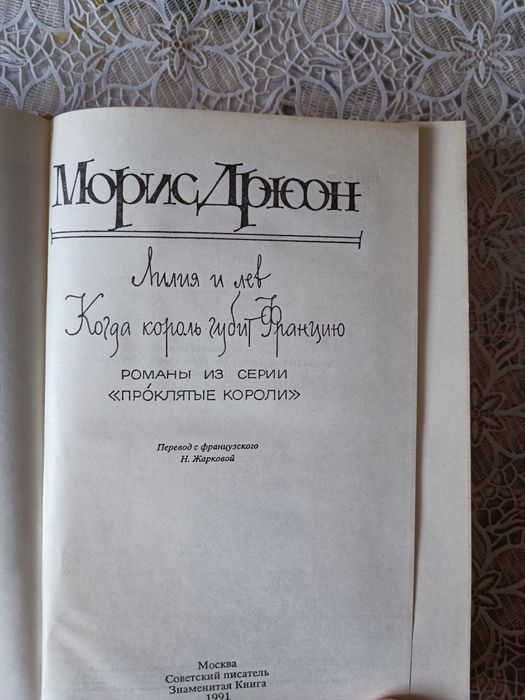 Морис Дрюон
Лилия и лев
Когда король губит Францию
РОМАНЫ ИЗ СЕРИИ
«ПРО́КЛЯТЫЕ КОРОЛИ»
Перевод с французского
Н. Жарковой
Москва
Советский писатель
Знаменитая Книга
1991